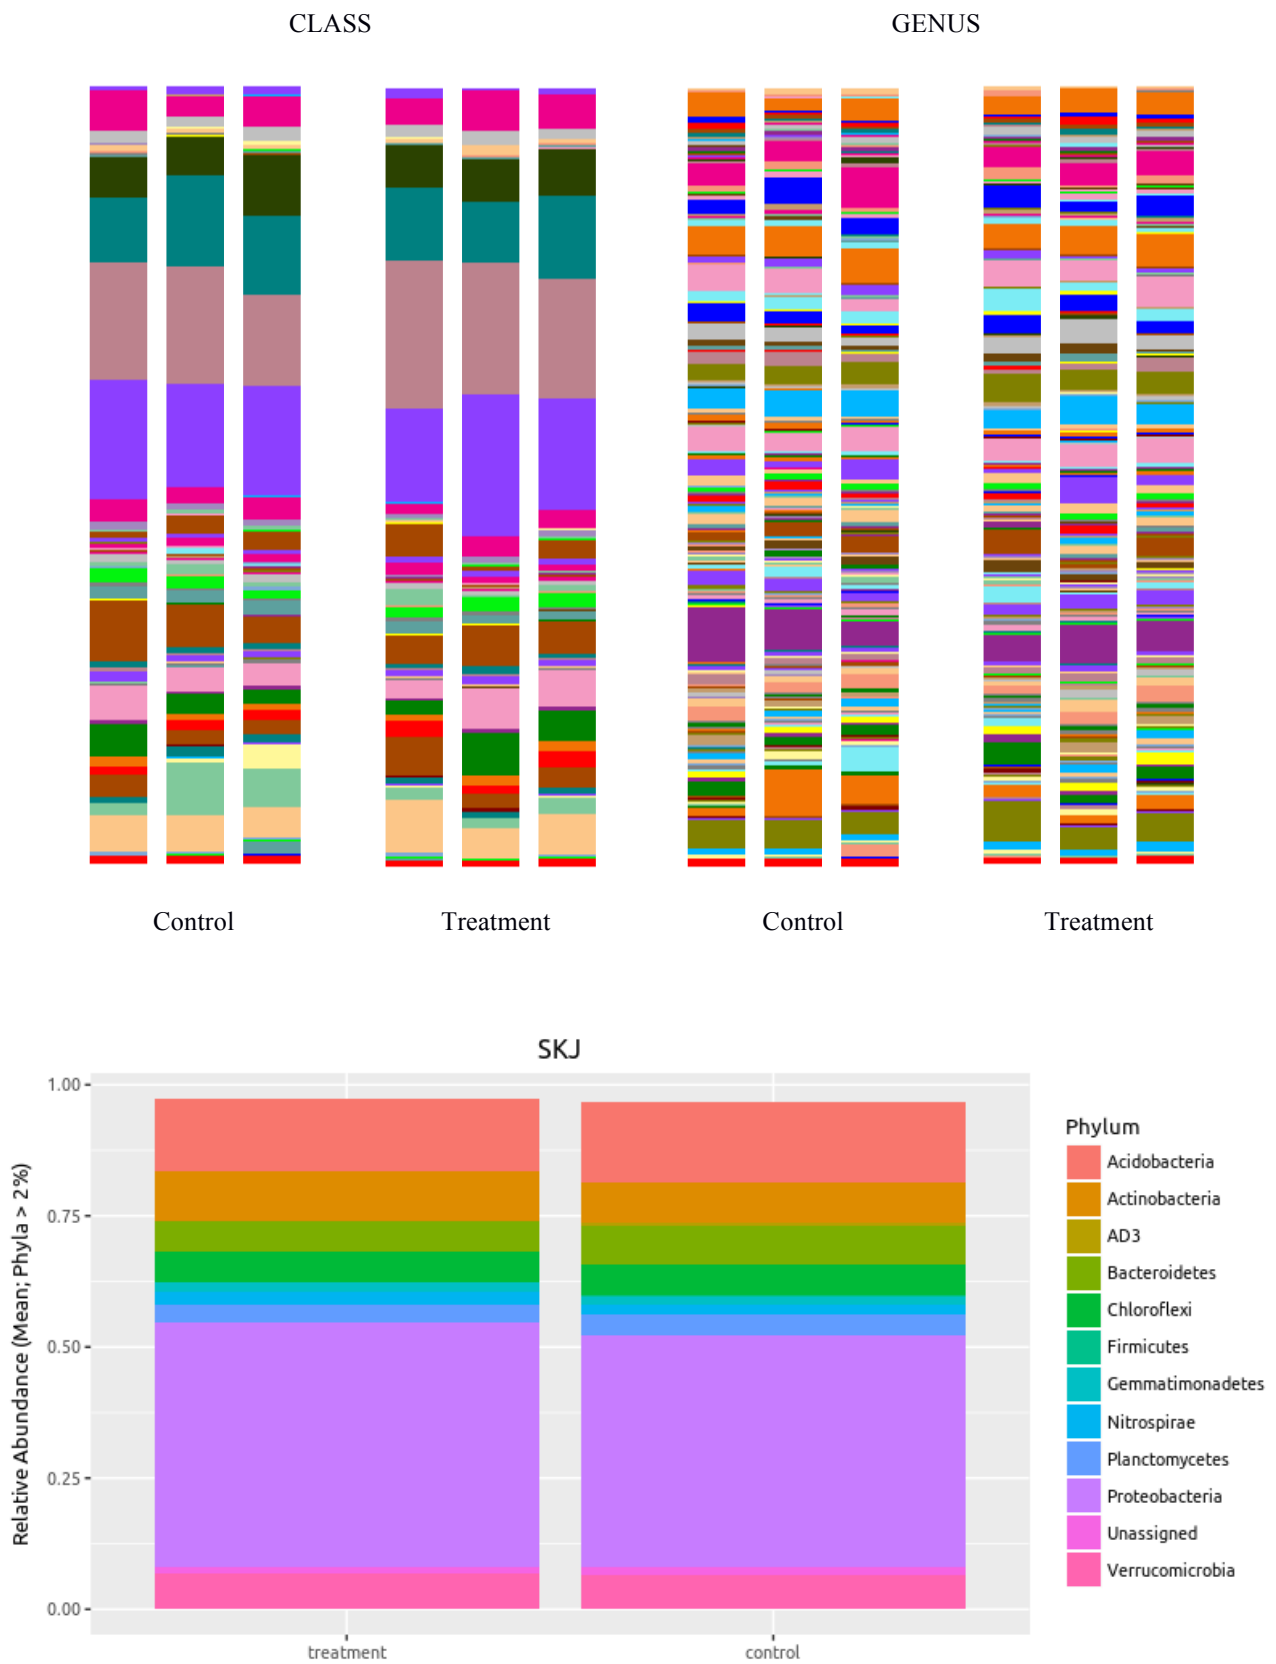 CLASS
GENUS
Control
Treatment
Control
Treatment
SKJ
Relative Abundance (Mean; Phyla > 2%)
1.00
0.75
0.50
0.25
0.00
treatment
control
Phylum
Acidobacteria
Actinobacteria
AD3
Bacteroidetes
Chloroflexi
Firmicutes
Gemmatimonadetes
Nitrospirae
Planctomycetes
Proteobacteria
Unassigned
Verrucomicrobia